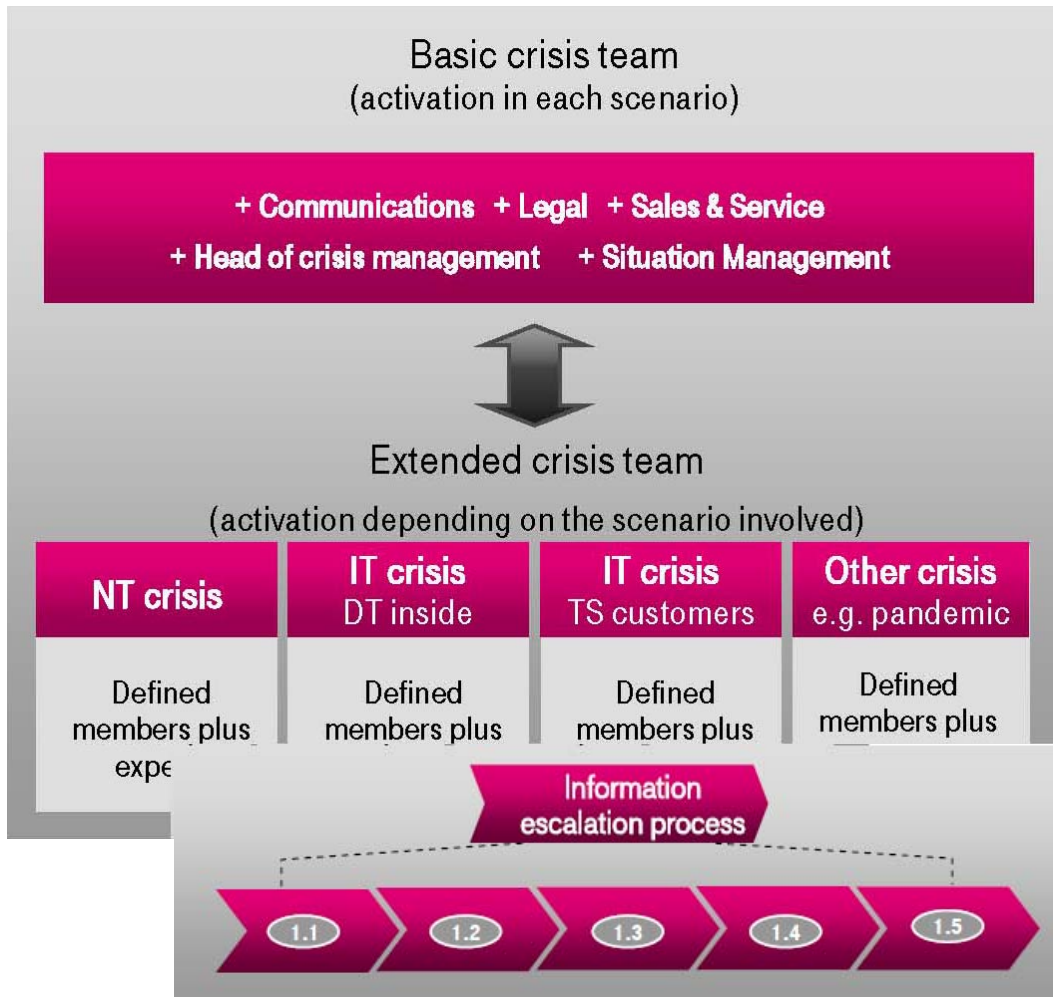 Basic crisis team
(activation in each scenario)
+ Communications + Legal + Sales & Service
+ Head of crisis management + Situation Management
Extended crisis team
(activation depending on the scenario involved)
NT crisis
IT crisis
DT inside
IT crisis
TS customers
Other crisis
e.g. pandemic
Defined
members plus
Defined
members plus
Defined
members plus
Defined
members plus
Information
escalation process
1.1
1.2
1.3
1.4
1.5